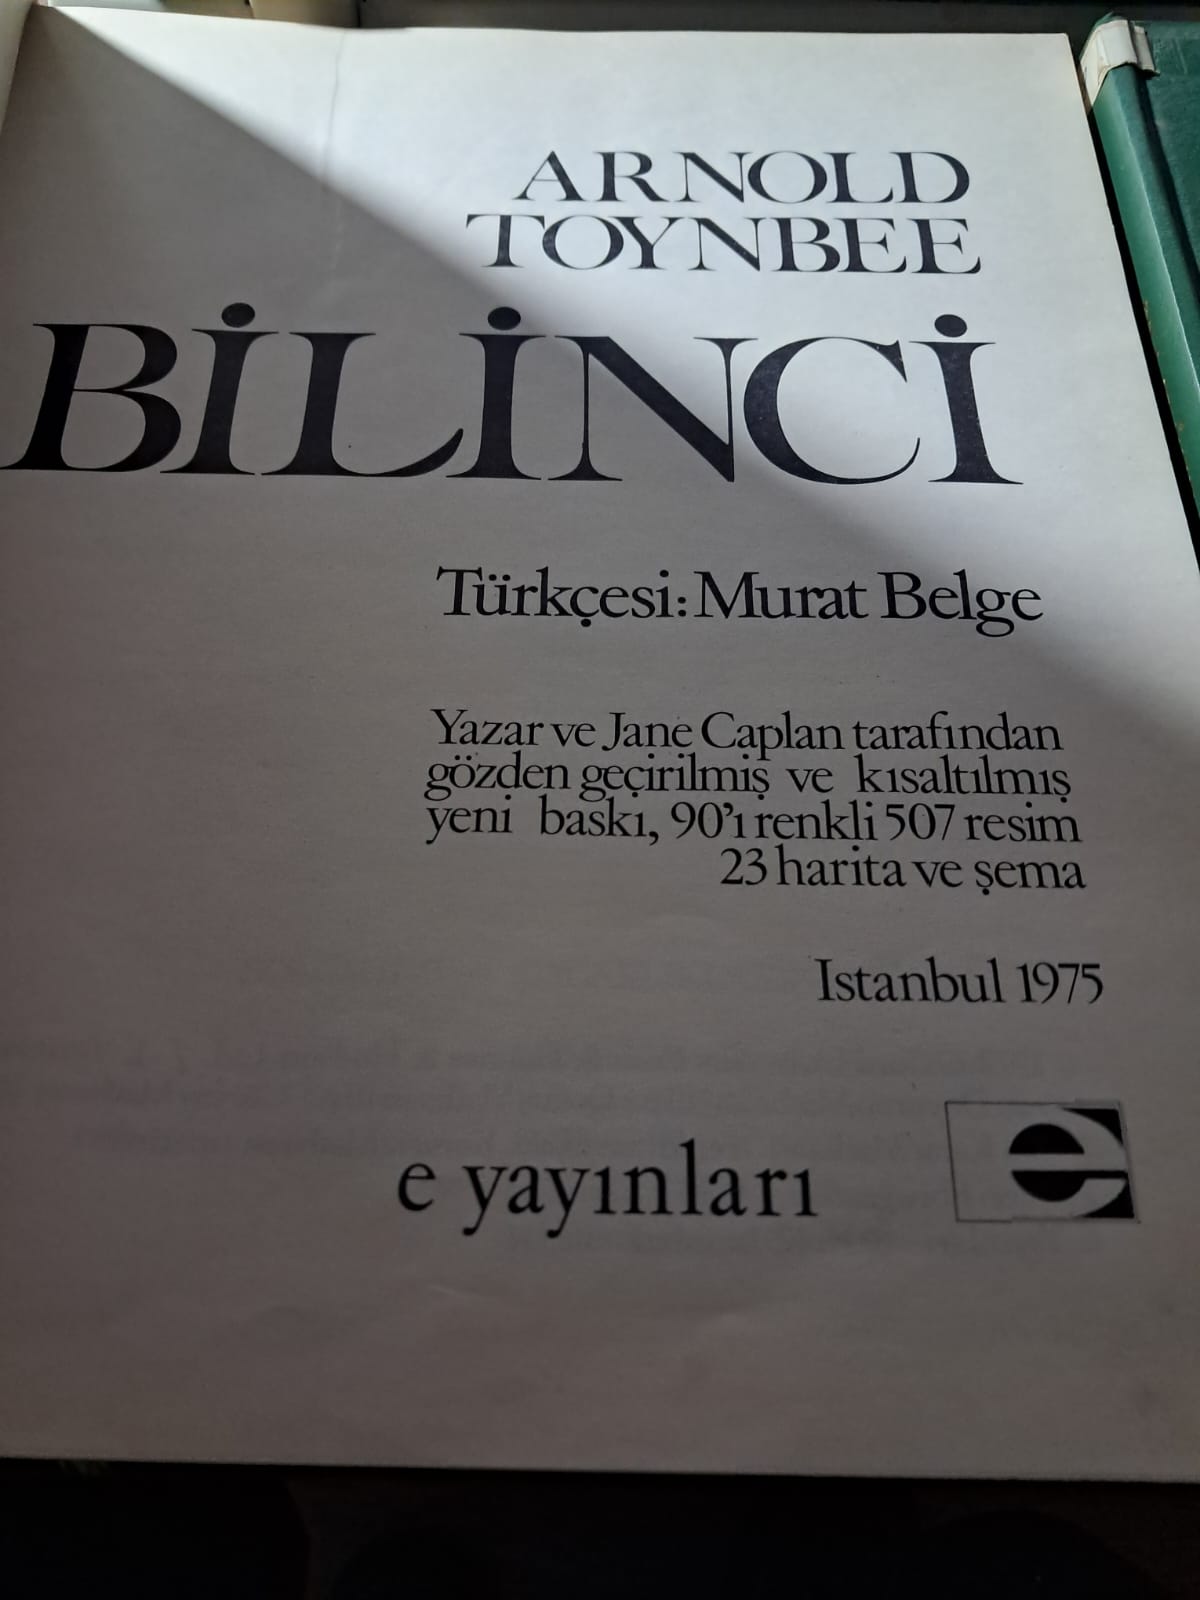 ARNOLD
TOYNBEE
BİLİNCİ
Türkçesi: Murat Belge
Yazar ve Jane Caplan tarafından
gözden geçirilmiş ve kısaltılmış
yeni baskı, 90'ı renkli 507 resim
23 harita ve şema
Istanbul 1975
e yayınları
e